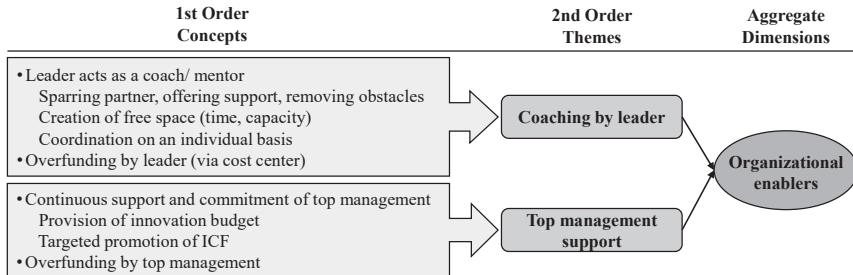 1st Order
Concepts
2nd Order
Themes
Aggregate
Dimensions
• Leader acts as a coach/ mentor
Sparring partner, offering support, removing obstacles
Creation of free space (time, capacity)
Coordination on an individual basis
• Overfunding by leader (via cost center)
Coaching by leader
• Continuous support and commitment of top management
Provision of innovation budget
Targeted promotion of ICF
• Overfunding by top management
Top management
support
Organizational
enablers